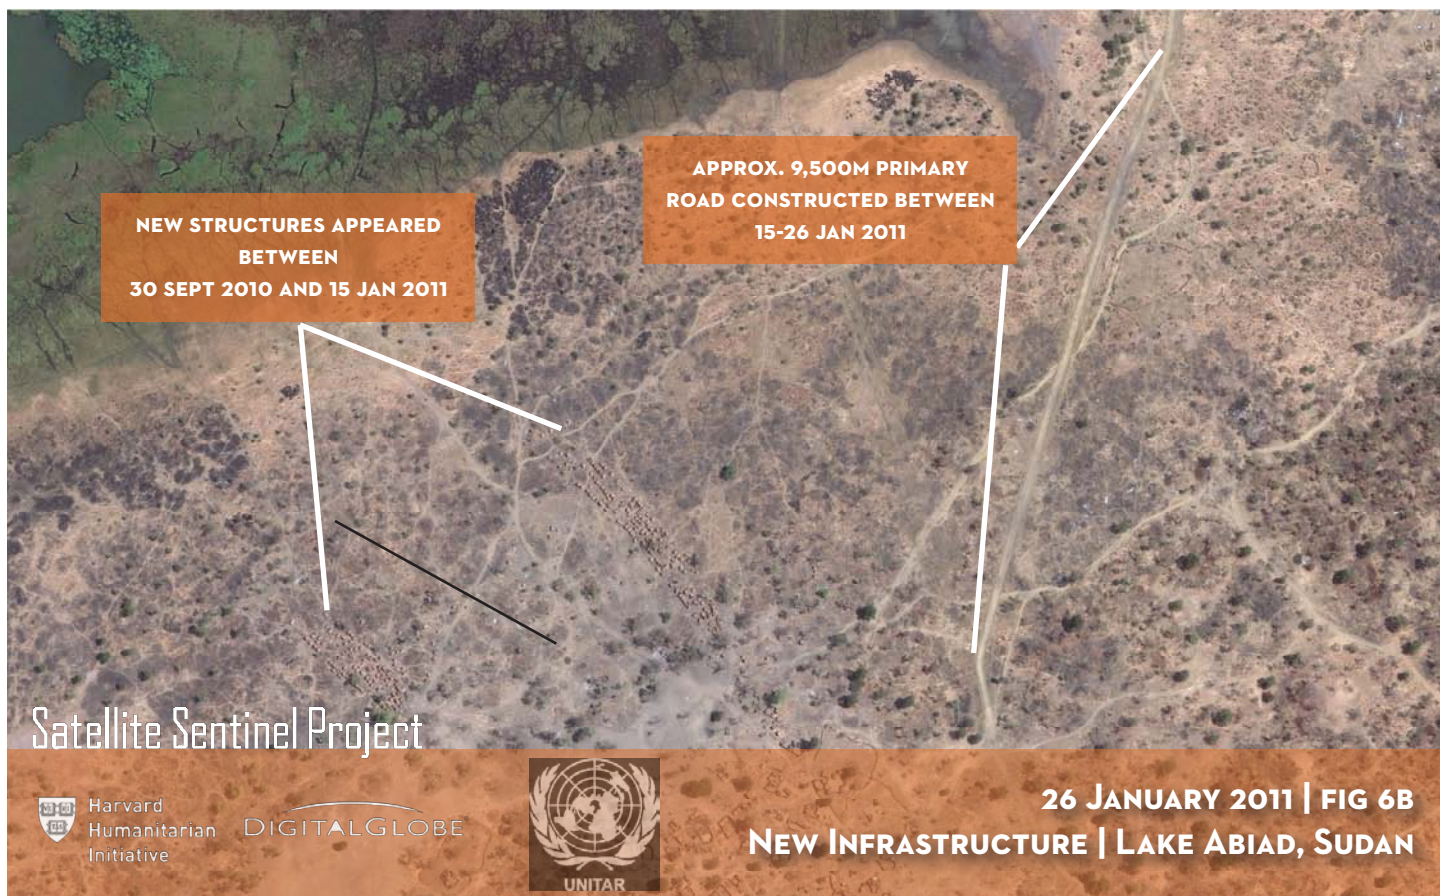 NEW STRUCTURES APPEARED
BETWEEN
30 SEPT 2010 AND 15 JAN 2011
APPROX. 9,500M PRIMARY
ROAD CONSTRUCTED BETWEEN
15-26 JAN 2011
Satellite Sentinel Project
Harvard
Humanitarian
Initiative
DIGITALGLOBE
UNITAR
26 JANUARY 2011 | FIG 6B
NEW INFRASTRUCTURE | LAKE ABIAD, SUDAN